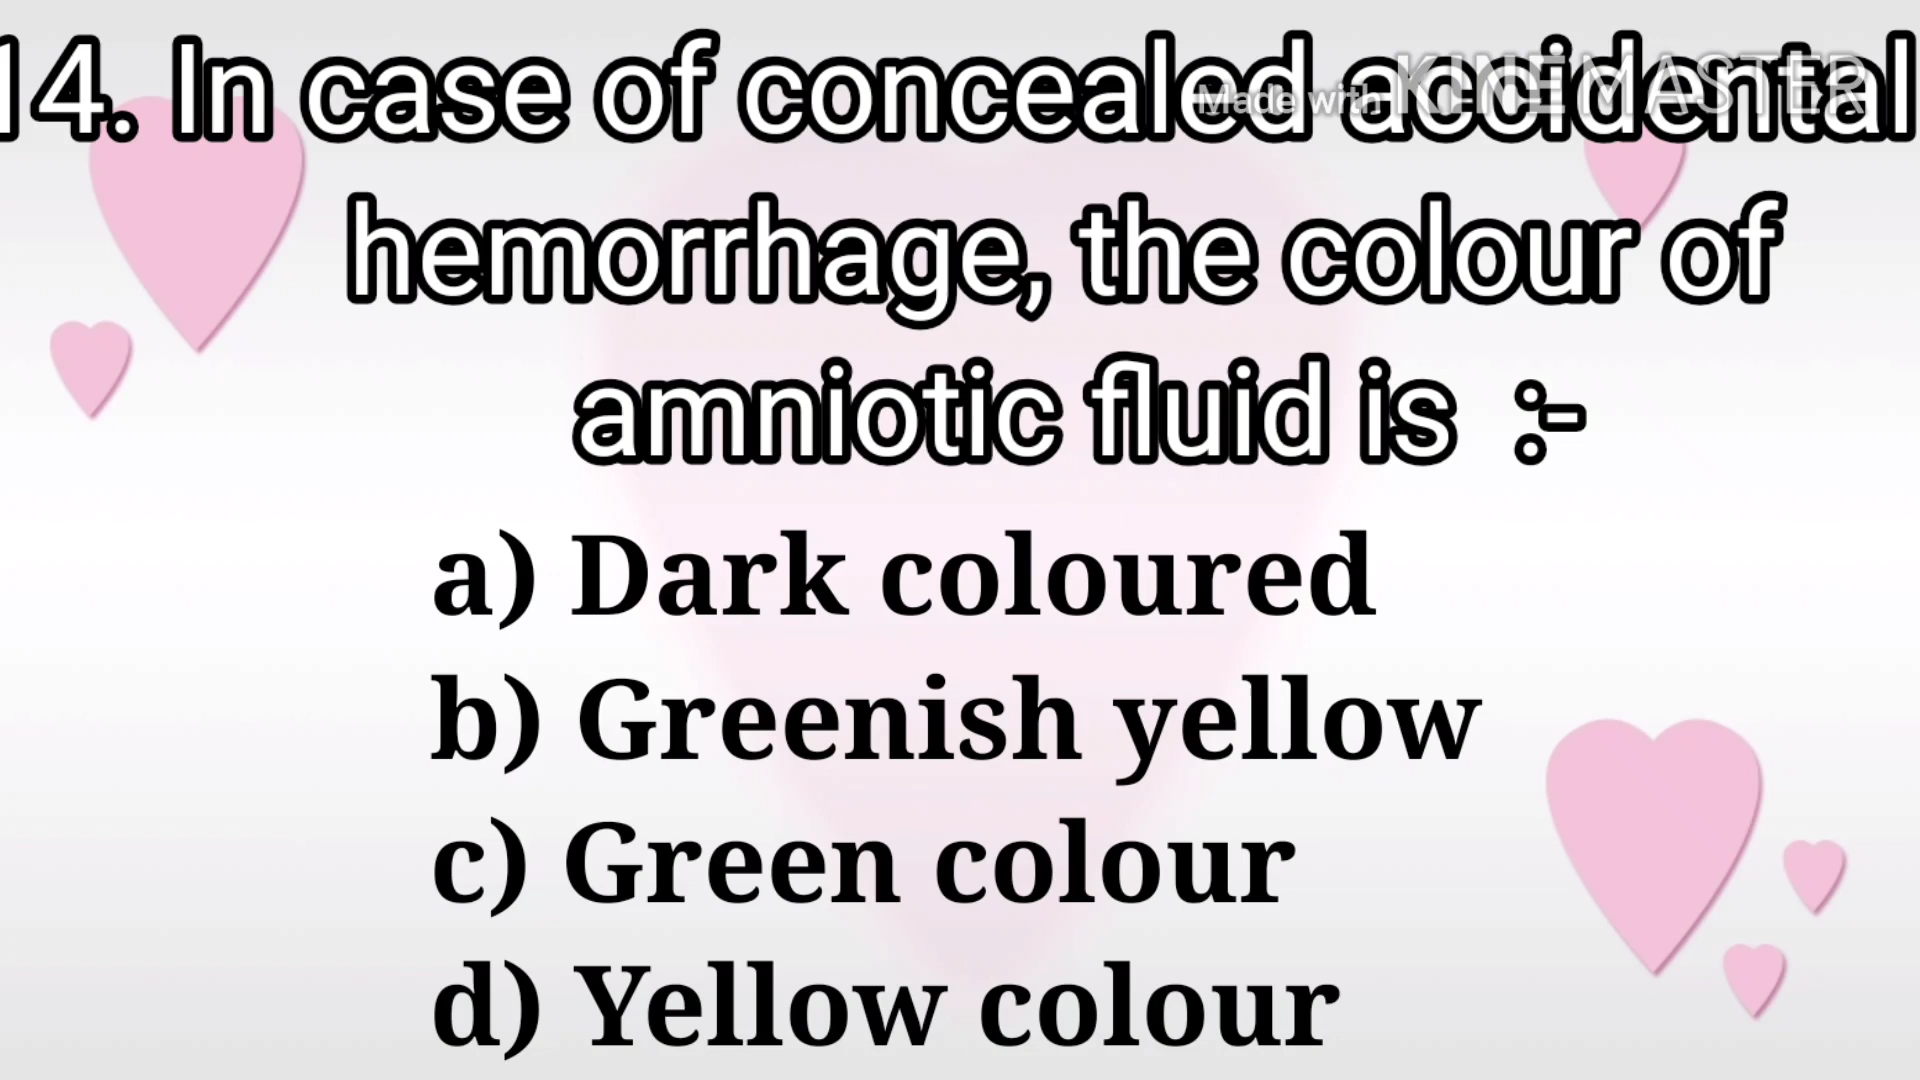 14. In case of concealed accidental
Made with KINEMASTER
hemorrhage, the colour of
amniotic fluid is :-
a) Dark coloured
b) Greenish yellow
c) Green colour
d) Yellow colour